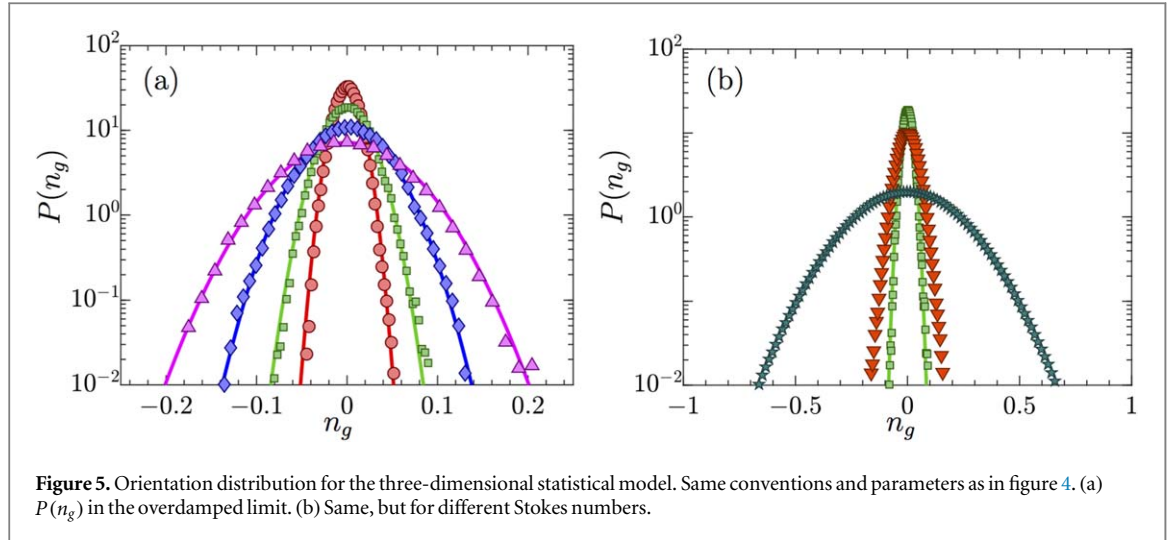 10²
(a)
10¹
10⁰
10⁻¹
10⁻²
P(n_g)
−0.2 −0.1 0 0.1 0.2
n_g
10²
(b)
10⁰
10⁻²
P(n_g)
−1 −0.5 0 0.5 1
n_g
Figure 5. Orientation distribution for the three-dimensional statistical model. Same conventions and parameters as in figure 4. (a)
P(n_g) in the overdamped limit. (b) Same, but for different Stokes numbers.